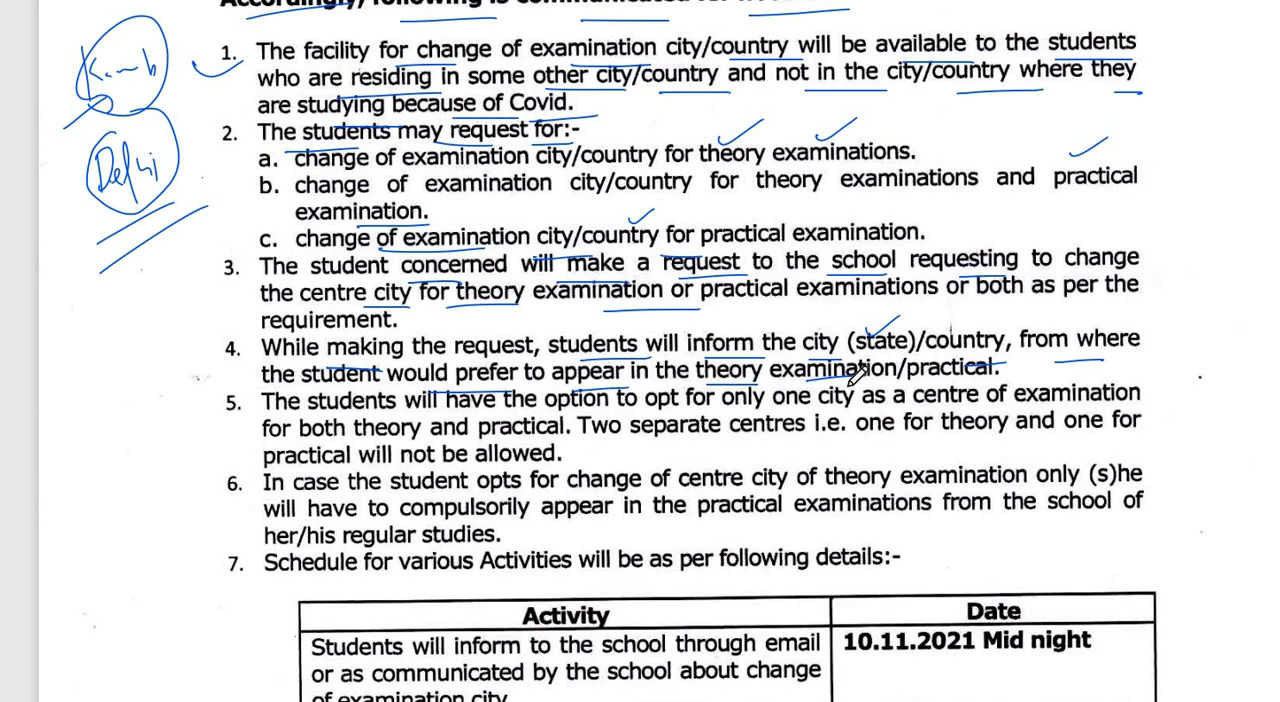 Accordingly, following is communicated for
1. The facility for change of examination city/country will be available to the students
who are residing in some other city/country and not in the city/country where they
are studying because of Covid.
2. The students may request for:-
a. change of examination city/country for theory examinations.
b. change of examination city/country for theory examinations and practical
examination.
c. change of examination city/country for practical examination.
3. The student concerned will make a request to the school requesting to change
the centre city for theory examination or practical examinations or both as per the
requirement.
4. While making the request, students will inform the city (state)/country, from where
the student would prefer to appear in the theory examination/practical.
5. The students will have the option to opt for only one city as a centre of examination
for both theory and practical. Two separate centres i.e. one for theory and one for
practical will not be allowed.
6. In case the student opts for change of centre city of theory examination only (s)he
will have to compulsorily appear in the practical examinations from the school of
her/his regular studies.
7. Schedule for various Activities will be as per following details:-
Activity Date
Students will inform to the school through email 10.11.2021 Mid night
or as communicated by the school about change
of examination city
Delhi